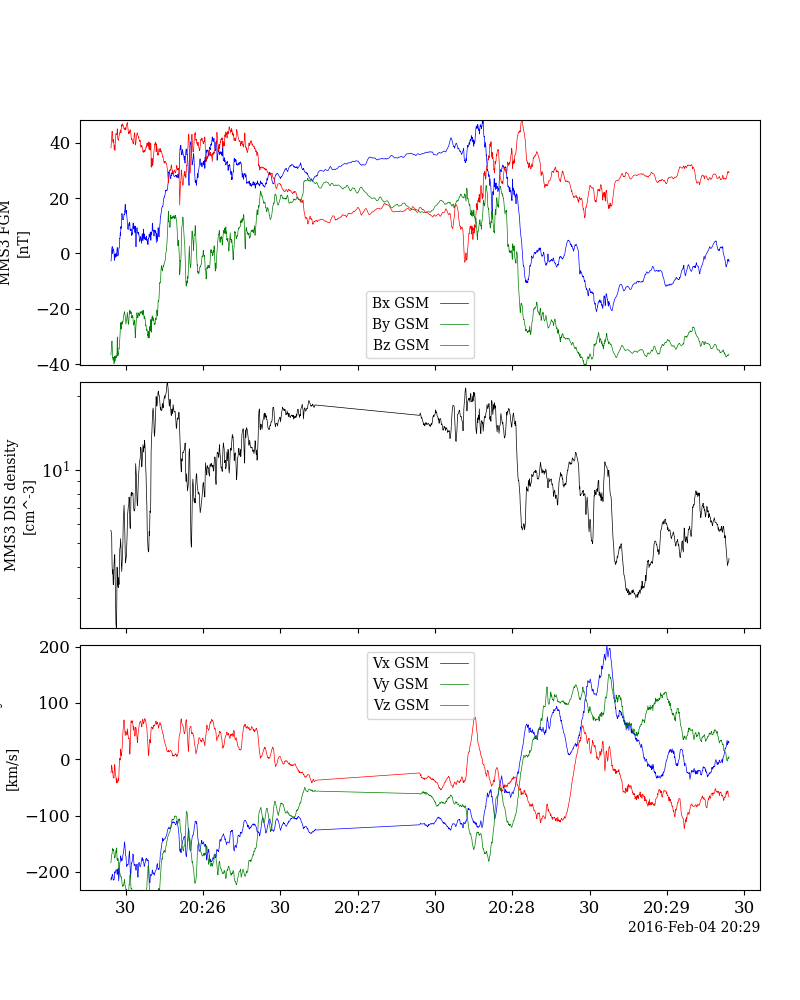 40
20
0
−20
−40
MMS3 FGM
[nT]
Bx GSM
By GSM
Bz GSM
10^1
MMS3 DIS density
[cm^-3]
200
100
0
−100
−200
[km/s]
Vx GSM
Vy GSM
Vz GSM
30 20:26 30 20:27 30 20:28 30 20:29 30
2016-Feb-04 20:29